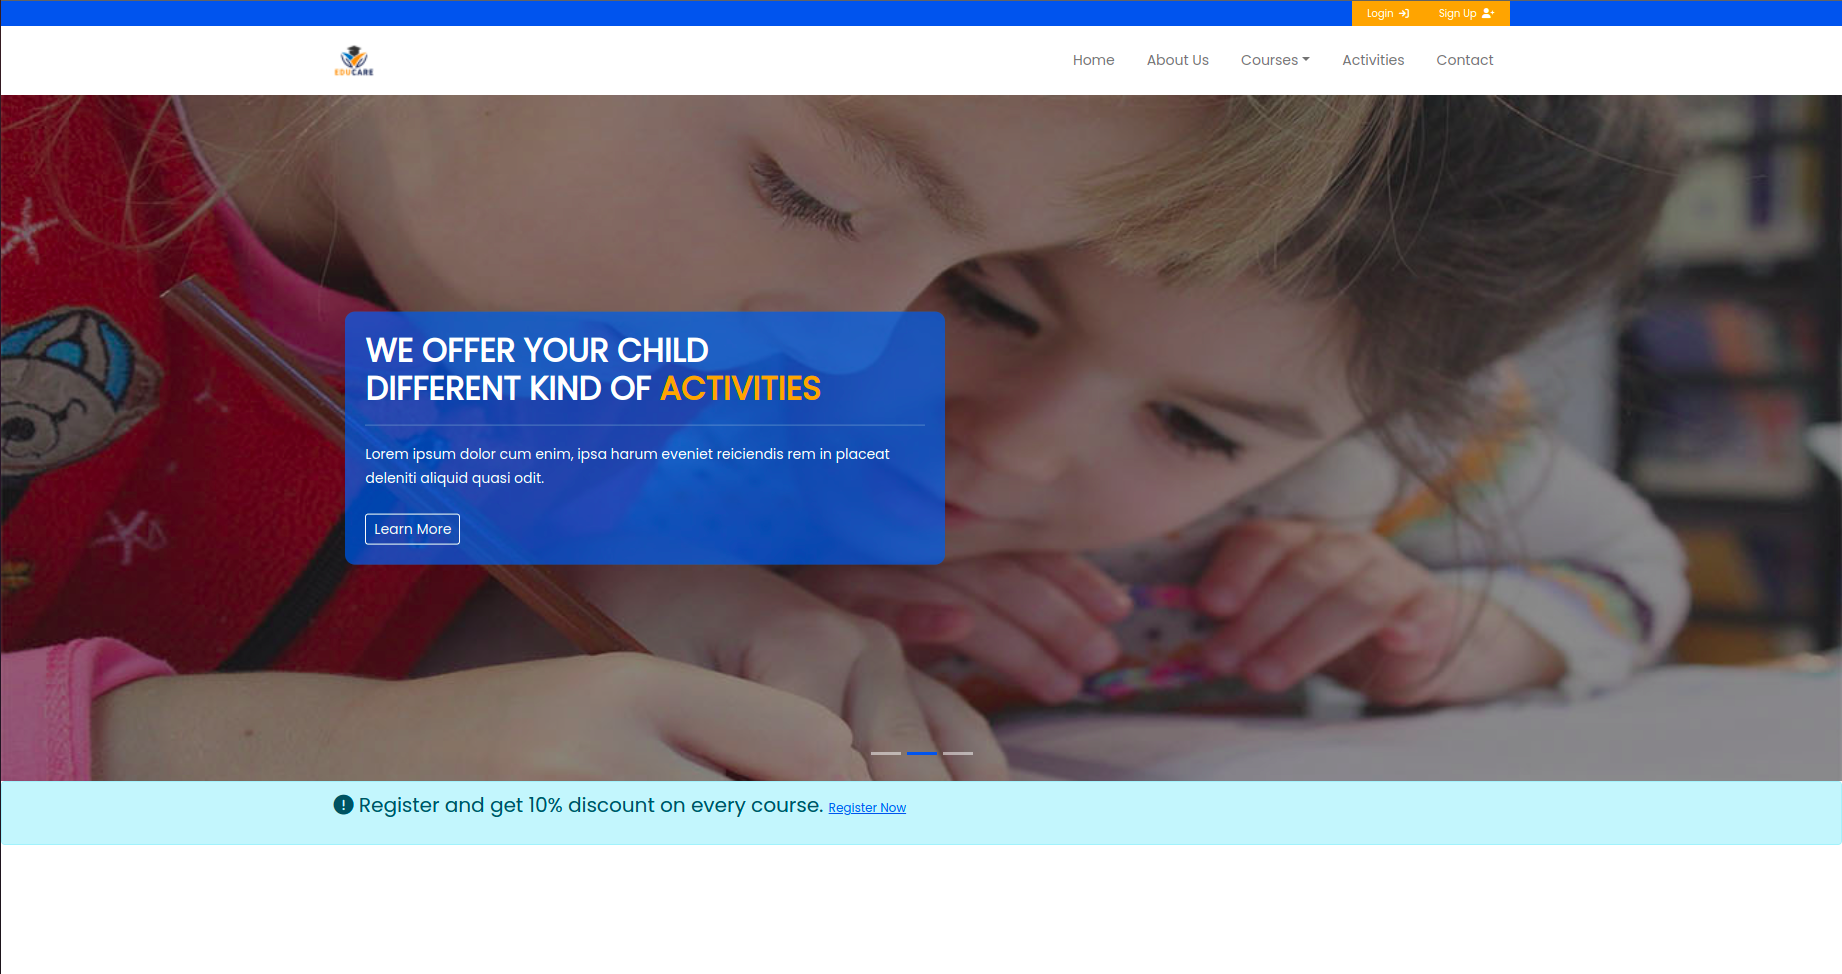 Login
Sign Up
EDUCARE
Home
About Us
Courses
Activities
Contact
WE OFFER YOUR CHILD
DIFFERENT KIND OF ACTIVITIES
Lorem ipsum dolor cum enim, ipsa harum eveniet reiciendis rem in placeat
deleniti aliquid quasi odit.
Learn More
Register and get 10% discount on every course. Register Now